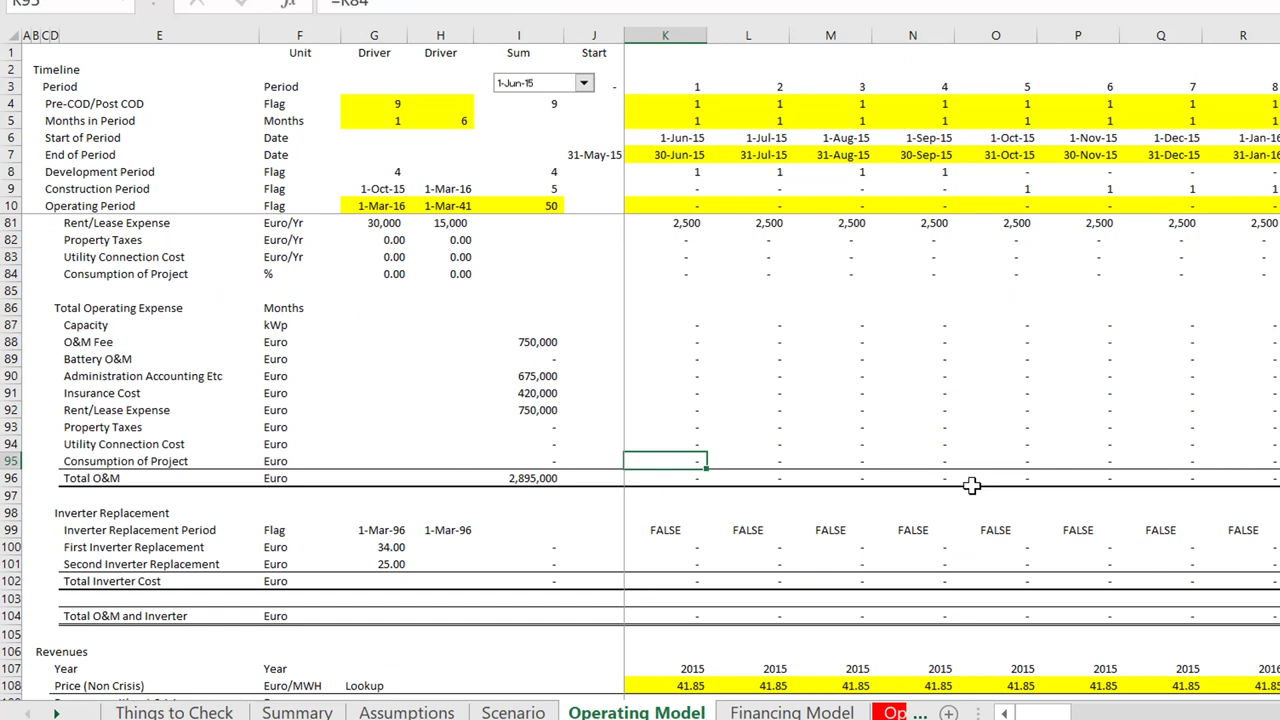 K95 =K84
A B C D E F G H I J K L M N O P Q R
1 Unit Driver Driver Sum Start
2 Timeline
3 Period Period 1-Jun-15 - 1 2 3 4 5 6 7 8
4 Pre-COD/Post COD Flag 9 9 1 1 1 1 1 1 1 1
5 Months in Period Months 1 6 1 1 1 1 1 1 1 1
6 Start of Period Date 1-Jun-15 1-Jul-15 1-Aug-15 1-Sep-15 1-Oct-15 1-Nov-15 1-Dec-15 1-Jan-16
7 End of Period Date 31-May-15 30-Jun-15 31-Jul-15 31-Aug-15 30-Sep-15 31-Oct-15 30-Nov-15 31-Dec-15 31-Jan-16
8 Development Period Flag 4 4 1 1 1 1 - - - -
9 Construction Period Flag 1-Oct-15 1-Mar-16 5 - - - - 1 1 1 1
10 Operating Period Flag 1-Mar-16 1-Mar-41 50 - - - - - - - -
81 Rent/Lease Expense Euro/Yr 30,000 15,000 2,500 2,500 2,500 2,500 2,500 2,500 2,500 2,500
82 Property Taxes Euro/Yr 0.00 0.00 - - - - - - - -
83 Utility Connection Cost Euro/Yr 0.00 0.00 - - - - - - - -
84 Consumption of Project % 0.00 0.00 - - - - - - - -
85
86 Total Operating Expense Months
87 Capacity kWp - - - - - - - -
88 O&M Fee Euro 750,000 - - - - - - - -
89 Battery O&M Euro - - - - - - - - -
90 Administration Accounting Etc Euro 675,000 - - - - - - - -
91 Insurance Cost Euro 420,000 - - - - - - - -
92 Rent/Lease Expense Euro 750,000 - - - - - - - -
93 Property Taxes Euro - - - - - - - - -
94 Utility Connection Cost Euro - - - - - - - - -
95 Consumption of Project Euro - - - - - - - - -
96 Total O&M Euro 2,895,000 - - - - - - - -
97
98 Inverter Replacement
99 Inverter Replacement Period Flag 1-Mar-96 1-Mar-96 FALSE FALSE FALSE FALSE FALSE FALSE FALSE FALSE
100 First Inverter Replacement Euro 34.00 - - - - - - - - -
101 Second Inverter Replacement Euro 25.00 - - - - - - - - -
102 Total Inverter Cost Euro - - - - - - - - -
103
104 Total O&M and Inverter Euro - - - - - - - -
105
106 Revenues
107 Year Year 2015 2015 2015 2015 2015 2015 2015 2016
108 Price (Non Crisis) Euro/MWH Lookup 41.85 41.85 41.85 41.85 41.85 41.85 41.85 41.85
Things to Check Summary Assumptions Scenario Operating Model Financing Model Op ...